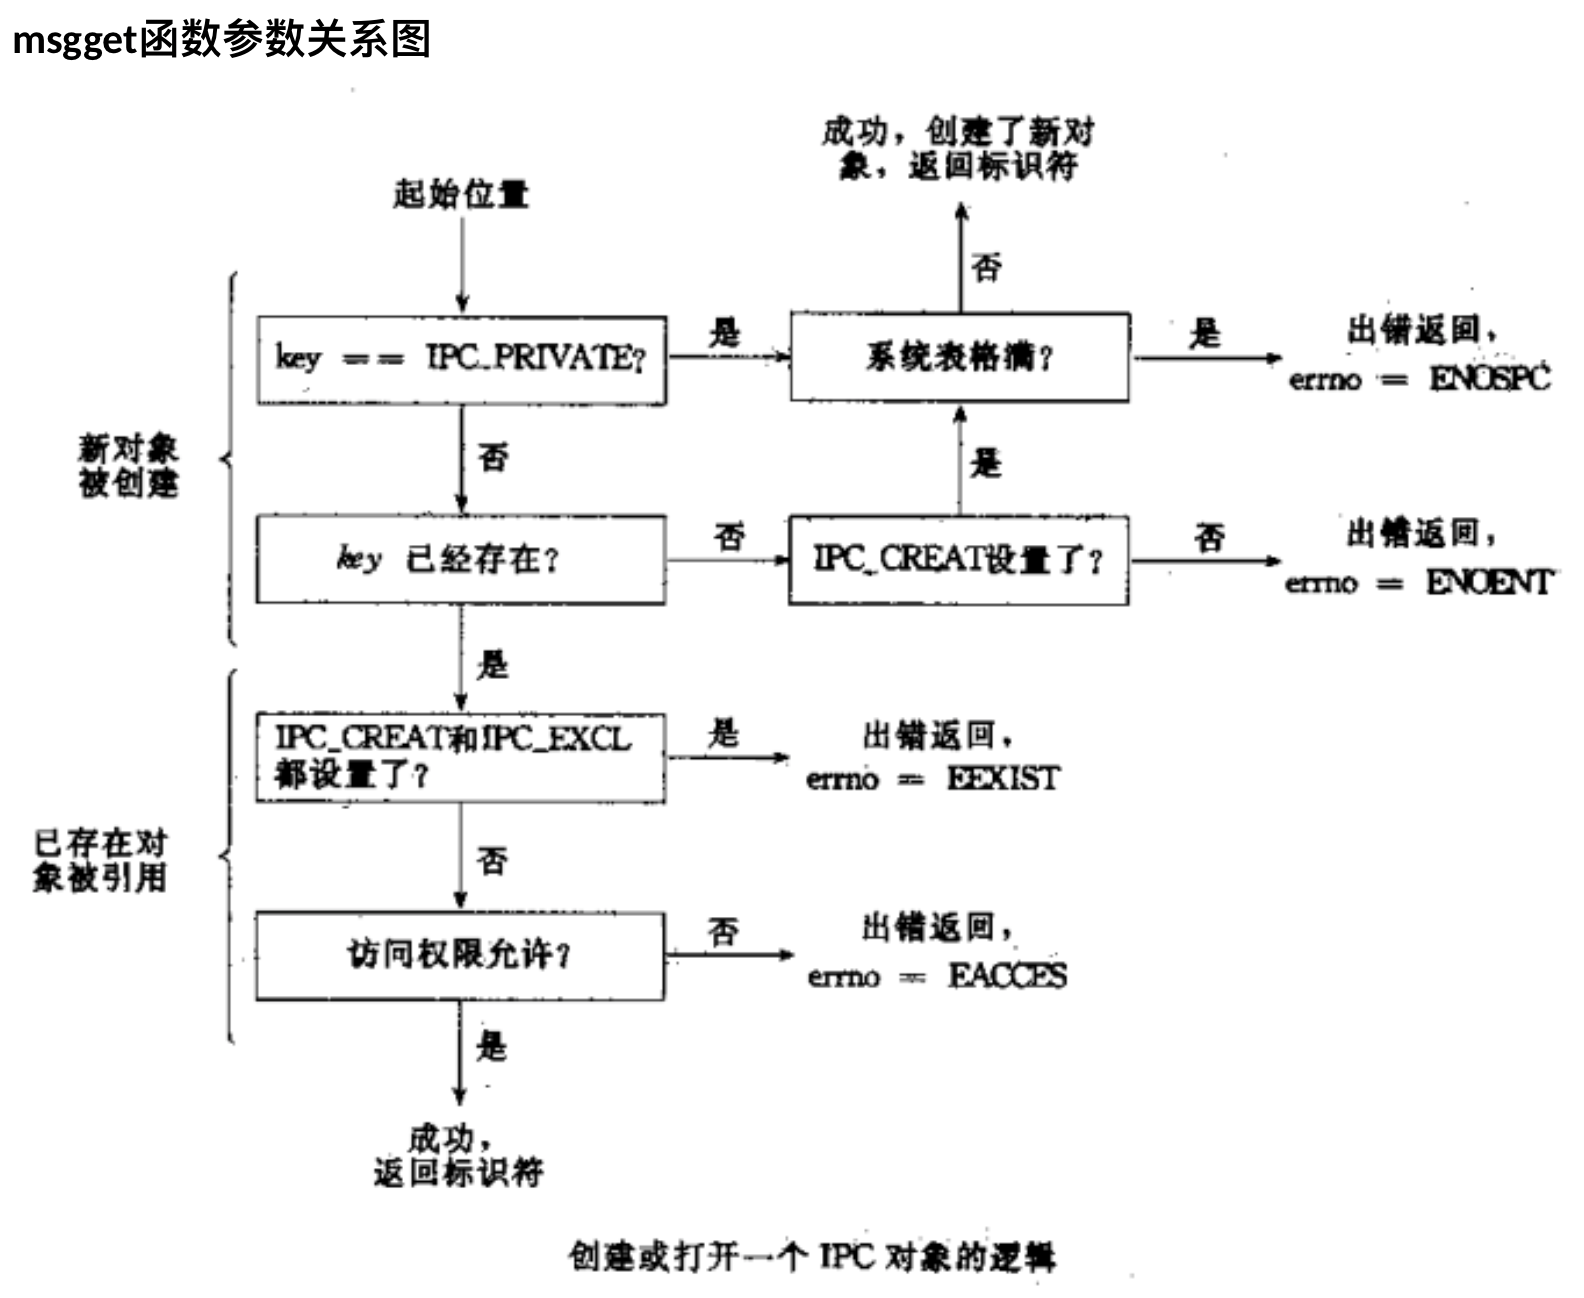 msgget函数参数关系图
成功，创建了新对
象，返回标识符
起始位置
否
key == IPC_PRIVATE?
是
系统表格满？
是
出错返回，
errno = ENOSPC
新对象
被创建
否
是
key 已经存在？
否
IPC_CREAT设置了？
否
出错返回，
errno = ENOENT
是
IPC_CREAT和IPC_EXCL
都设置了？
是
出错返回，
errno = EEXIST
已存在对
象被引用
否
访问权限允许？
否
出错返回，
errno = EACCES
是
成功，
返回标识符
创建或打开一个 IPC 对象的逻辑